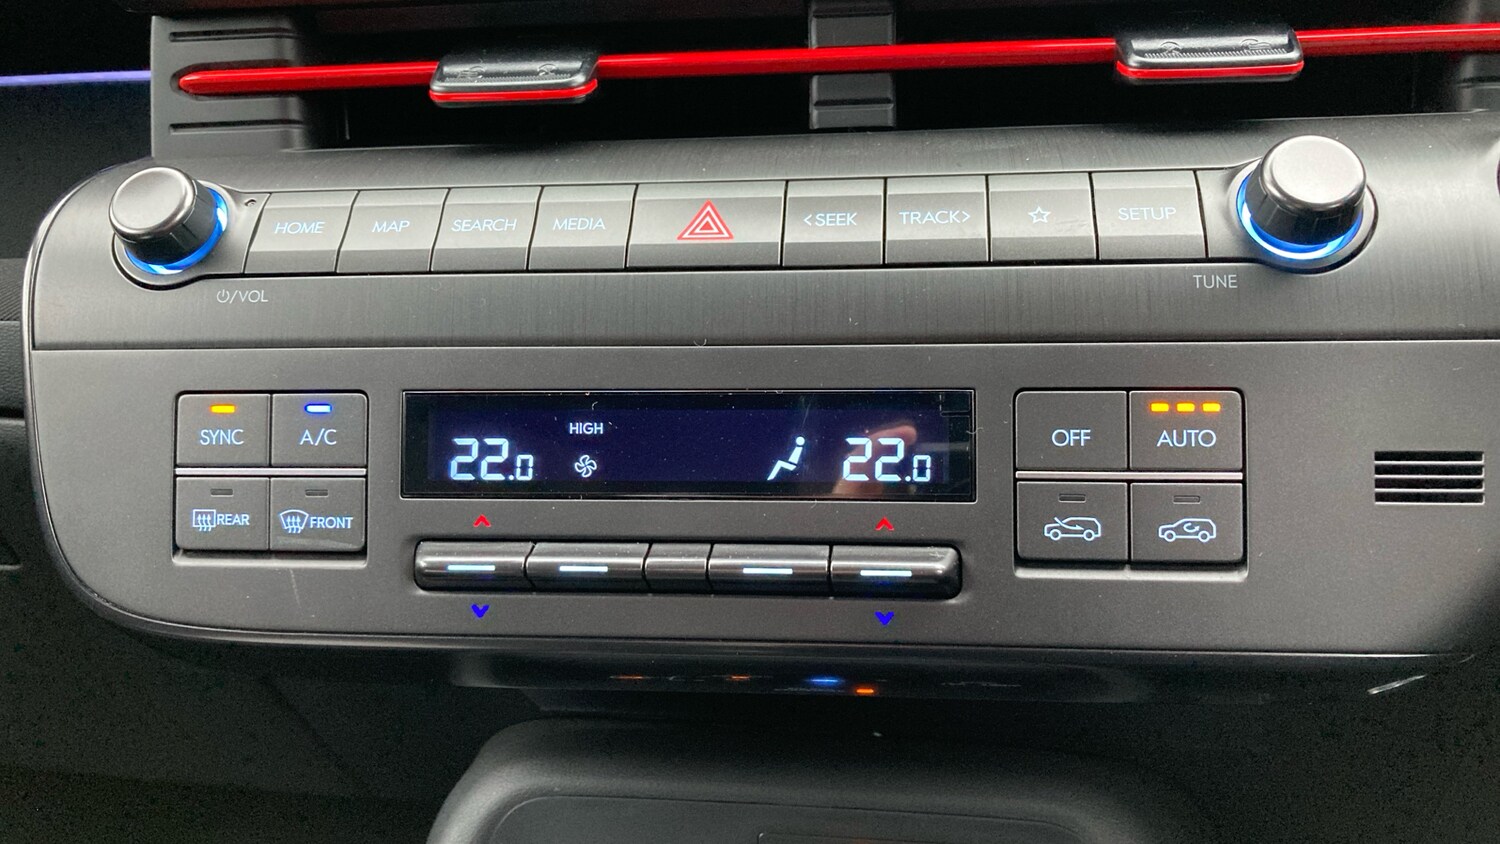 HOME MAP SEARCH MEDIA <SEEK TRACK> SETUP
/VOL TUNE
SYNC A/C HIGH OFF AUTO
22.0 22.0
REAR FRONT